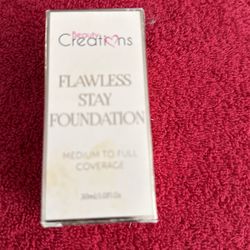 Beauty
Creations
FLAWLESS
STAY
FOUNDATION
MEDIUM TO FULL
COVERAGE
30ml/1.0Fl.Oz